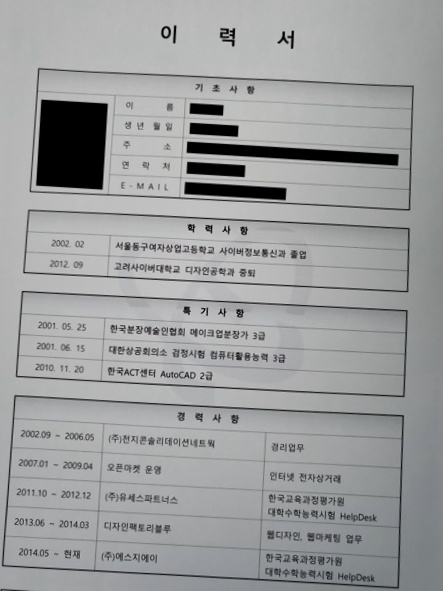 이 력 서
기 초 사 항
이 름
생 년 월 일
주 소
연 락 처
E-MAIL
학 력 사 항
2002. 02 서울동구여자상업고등학교 사이버정보통신과 졸업
2012. 09 고려사이버대학교 디자인공학과 중퇴
특 기 사 항
2001. 05. 25 한국분장예술인협회 메이크업분장가 3급
2001. 06. 15 대한상공회의소 검정시험 컴퓨터활용능력 3급
2010. 11. 20 한국ACT센터 AutoCAD 2급
경 력 사 항
2002.09 ~ 2006.05 (주)전지콘솔리데이션네트웍 경리업무
2007.01 ~ 2009.04 오픈마켓 운영 인터넷 전자상거래
2011.10 ~ 2012.12 (주)유세스파트너스 한국교육과정평가원
대학수학능력시험 HelpDesk
2013.06 ~ 2014.03 디자인팩토리블루 웹디자인, 웹마케팅 업무
2014.05 ~ 현재 (주)에스지에이 한국교육과정평가원
대학수학능력시험 HelpDesk